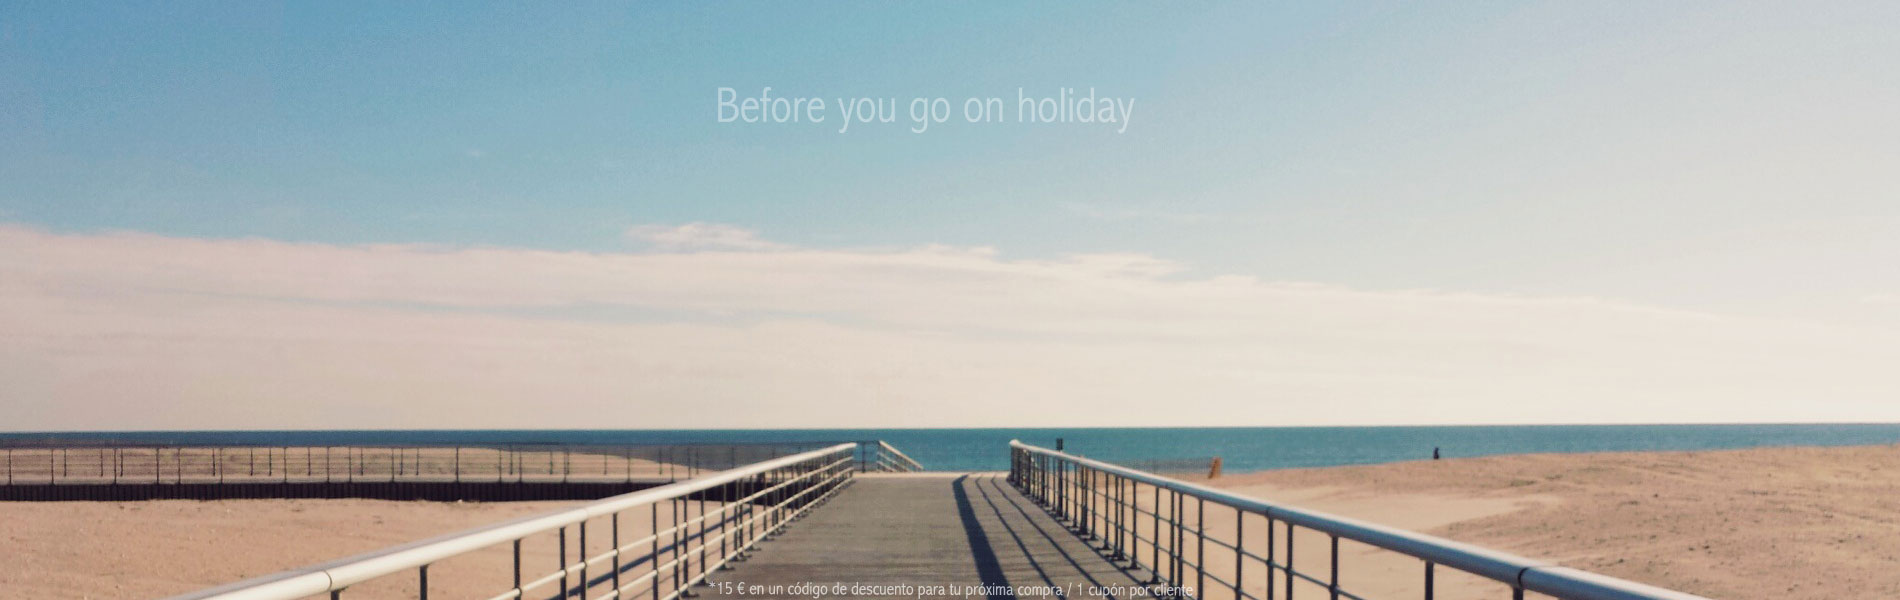 Before you go on holiday
*15 € en un código de descuento para tu próxima compra / 1 cupón por cliente